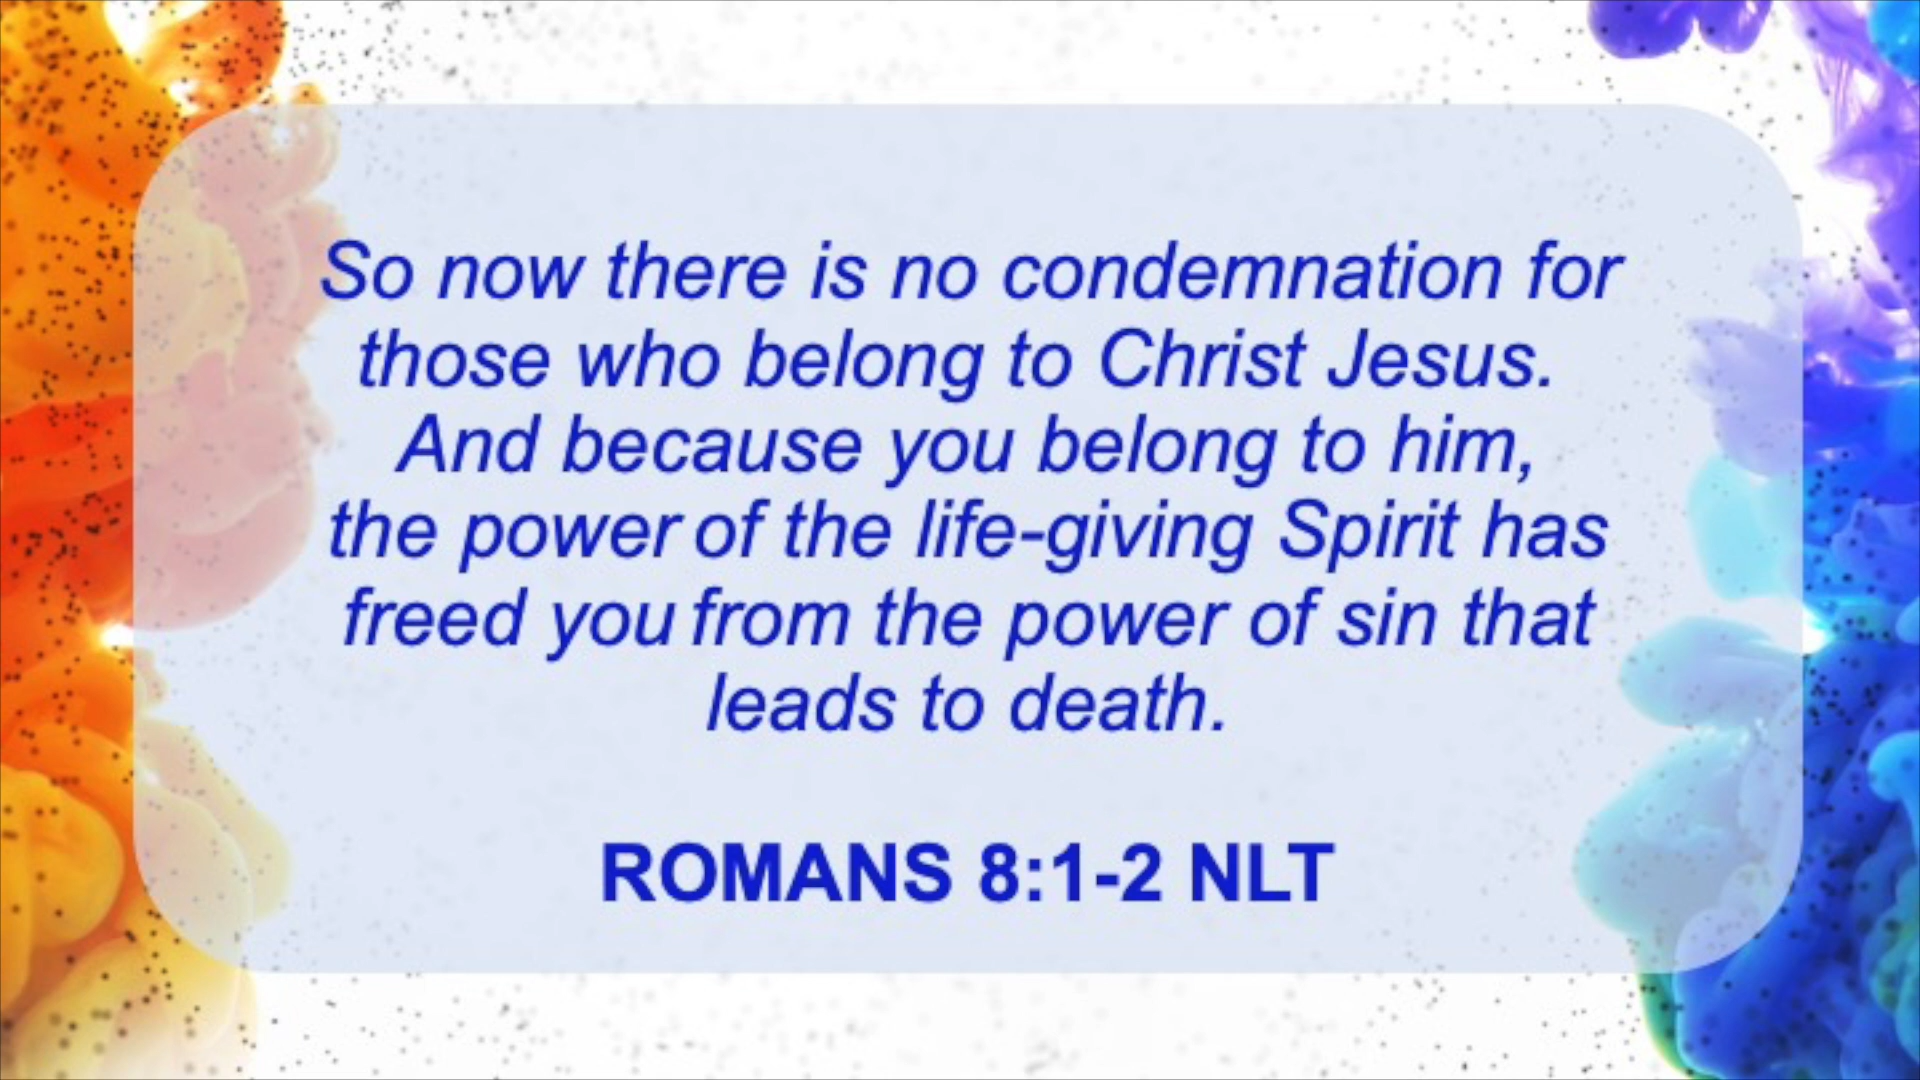 So now there is no condemnation for
those who belong to Christ Jesus.
And because you belong to him,
the power of the life-giving Spirit has
freed you from the power of sin that
leads to death.
ROMANS 8:1-2 NLT